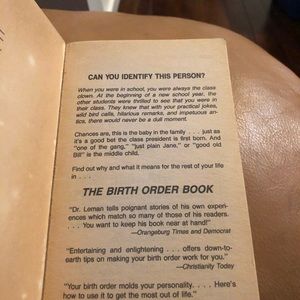 CAN YOU IDENTIFY THIS PERSON?
When you were in school, you were always the class
clown. At the beginning of a new school year, the
other students were thrilled to see that you were in
their classes. They knew that with your practical jokes,
wild bird calls, hilarious remarks, and impetuous an-
tics, there would never be a dull moment.
Chances are, this is the baby in the family . . . just as
it's a good bet the class president is first born. And
"one of the gang," "just plain Jane," or "good old
Bill" is the middle child.
Find out why and what it means for the rest of your life
in . . .
THE BIRTH ORDER BOOK
"Dr. Leman tells poignant stories of his own experi-
ences which match so many of those of his readers.
. . . You want to keep his book near at hand!"
—Orangeburg Times and Democrat
"Entertaining and enlightening . . . offers down-to-
earth tips on making your birth order work for you."
—Christianity Today
"Your birth order molds your personality. . . . Here's
how to use it to get the most out of life."